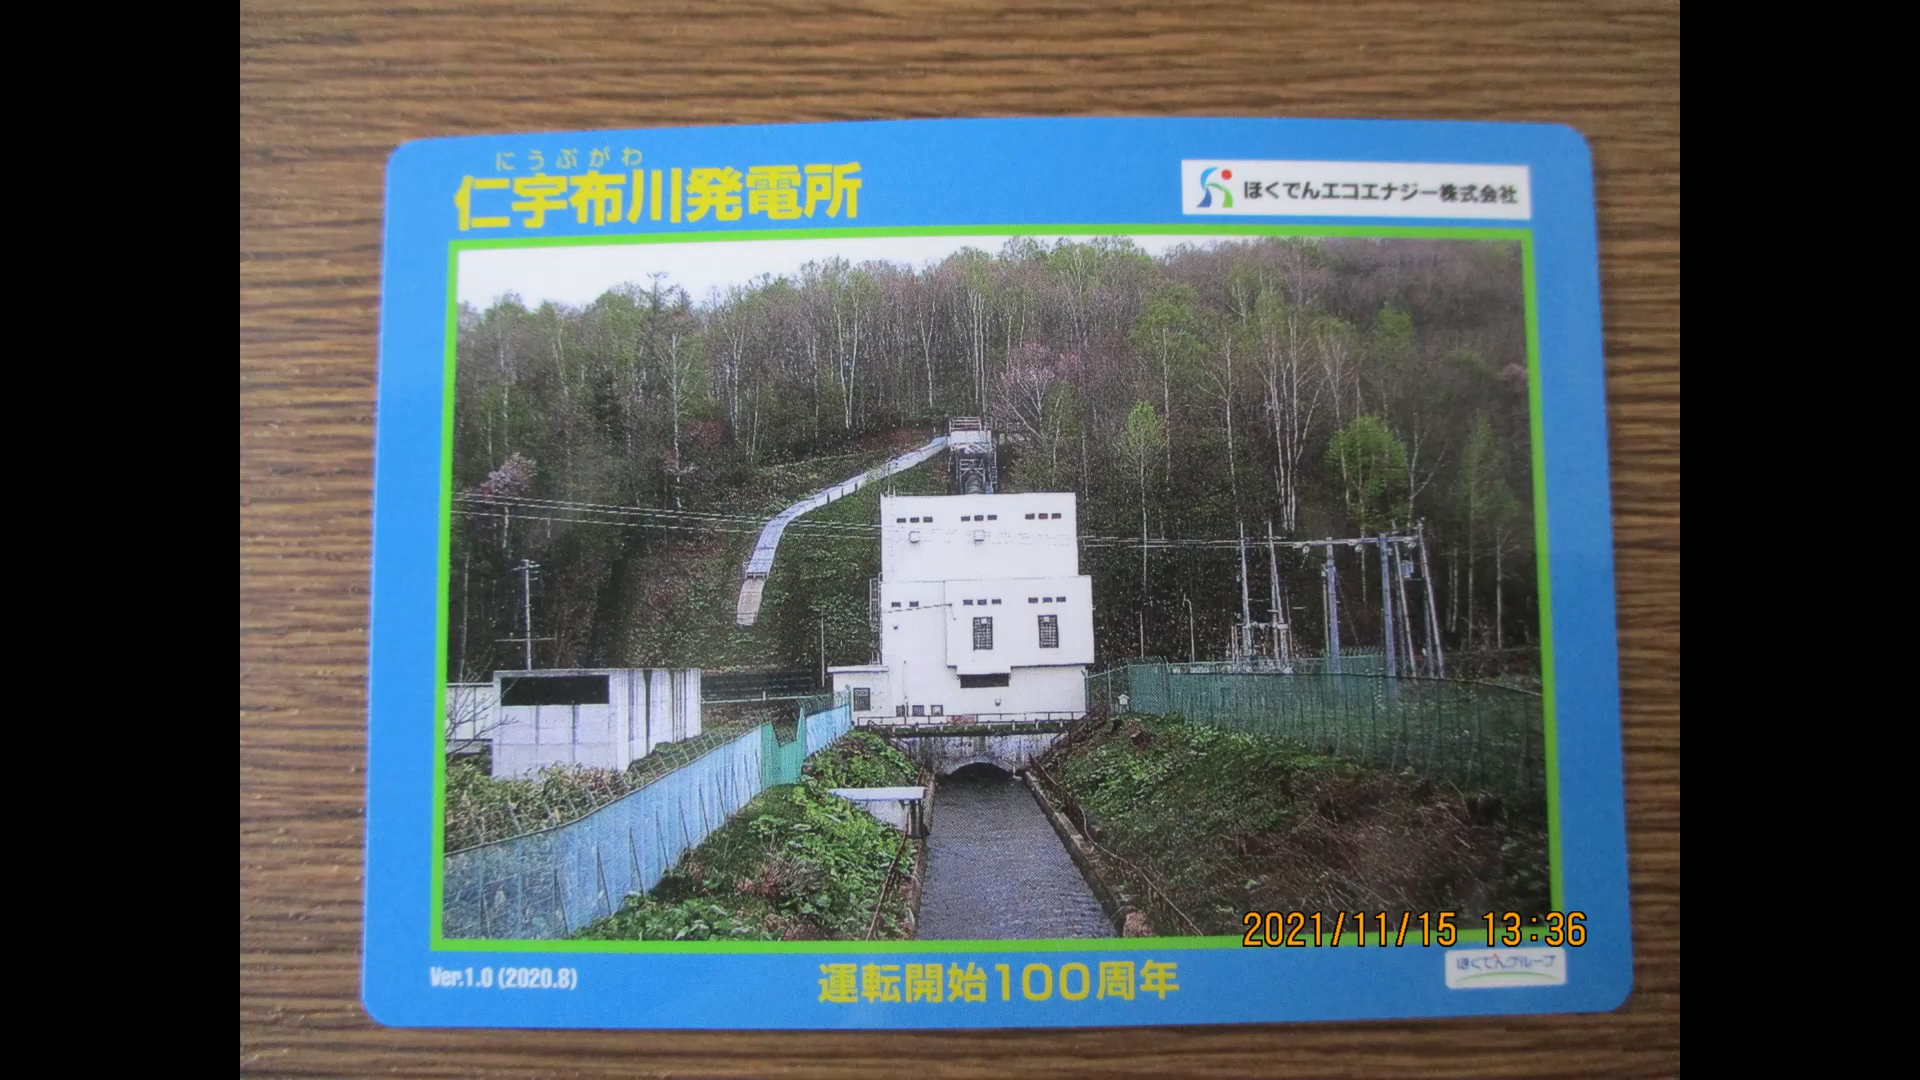 にうぷがわ
仁宇布川発電所
ほくでんエコエナジー株式会社
2021/11/15 13:36
Ver.1.0 (2020.8)
運転開始100周年
ほくでんグループ